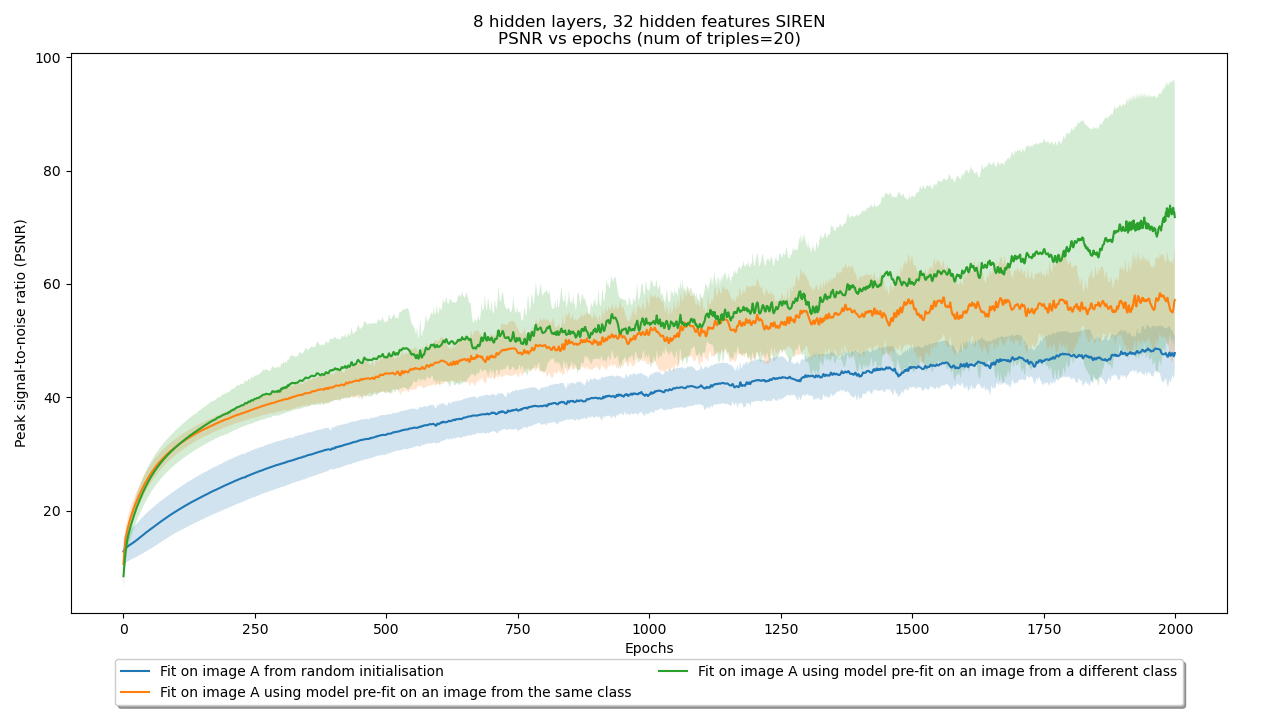 8 hidden layers, 32 hidden features SIREN
PSNR vs epochs (num of triples=20)
Peak signal-to-noise ratio (PSNR)
100
80
60
40
20
0 250 500 750 1000 1250 1500 1750 2000
Epochs
Fit on image A from random initialisation
Fit on image A using model pre-fit on an image from the same class
Fit on image A using model pre-fit on an image from a different class